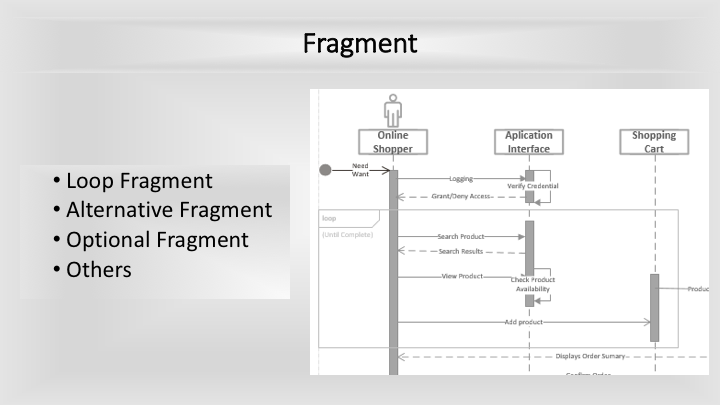 Fragment
• Loop Fragment
• Alternative Fragment
• Optional Fragment
• Others
Online
Shopper
Aplication
Interface
Shopping
Cart
Need
Want
Logging
Verify Credential
Grant/Deny Access
loop
(Until Complete)
Search Product
Search Results
View Product
Check Product
Availability
Produc
Add product
Displays Order Sumary
Confirm Order